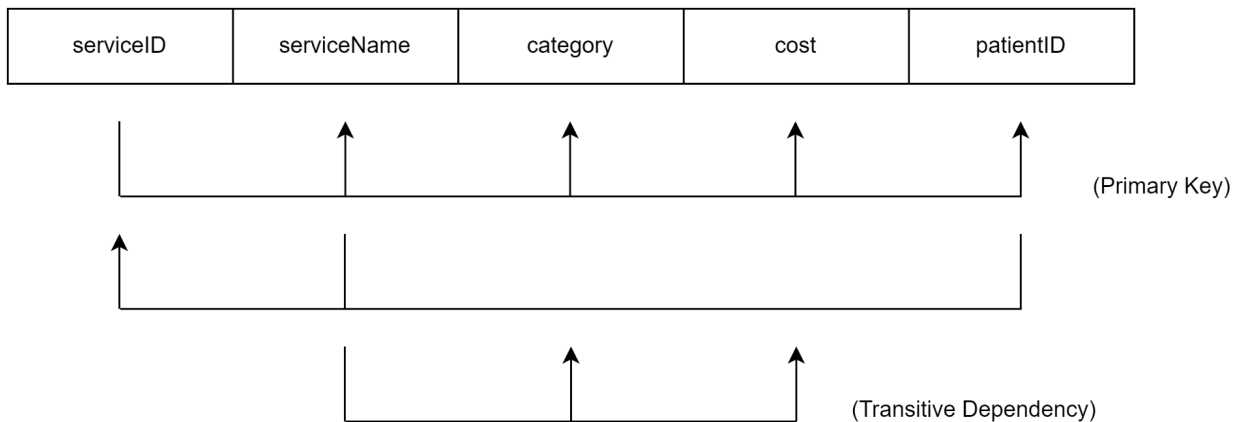 serviceID serviceName category cost patientID
(Primary Key)
(Transitive Dependency)